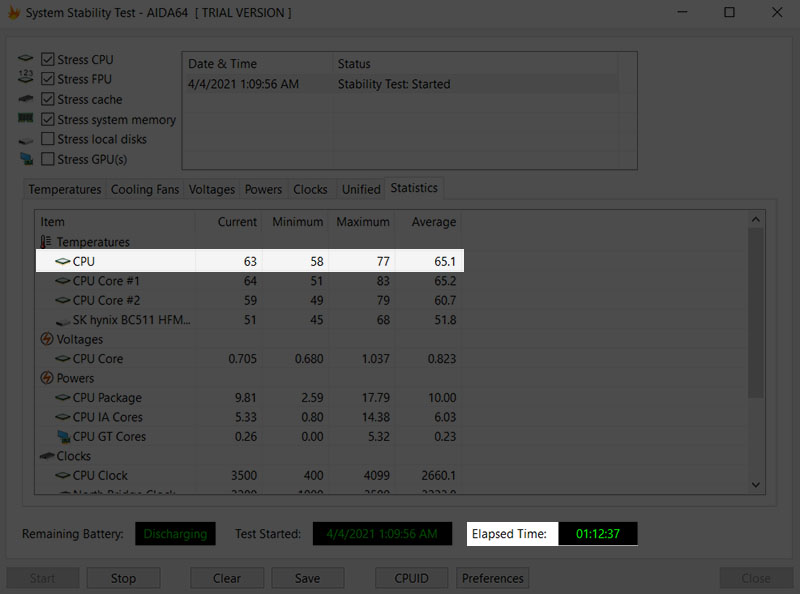 System Stability Test - AIDA64 [ TRIAL VERSION ]
Stress CPU
123
Stress FPU
Stress cache
Stress system memory
Stress local disks
Stress GPU(s)
Date & Time Status
4/4/2021 1:09:56 AM Stability Test: Started
Temperatures Cooling Fans Voltages Powers Clocks Unified Statistics
Item Current Minimum Maximum Average
Temperatures
CPU 63 58 77 65.1
CPU Core #1 64 51 83 65.2
CPU Core #2 59 49 79 60.7
SK hynix BC511 HFM... 51 45 68 51.8
Voltages
CPU Core 0.705 0.680 1.037 0.823
Powers
CPU Package 9.81 2.59 17.79 10.00
CPU IA Cores 5.33 0.80 14.38 6.03
CPU GT Cores 0.26 0.00 5.32 0.23
Clocks
CPU Clock 3500 400 4099 2660.1
North Bridge Clock
Remaining Battery: Discharging Test Started: 4/4/2021 1:09:56 AM Elapsed Time: 01:12:37
Start Stop Clear Save CPUID Preferences Close